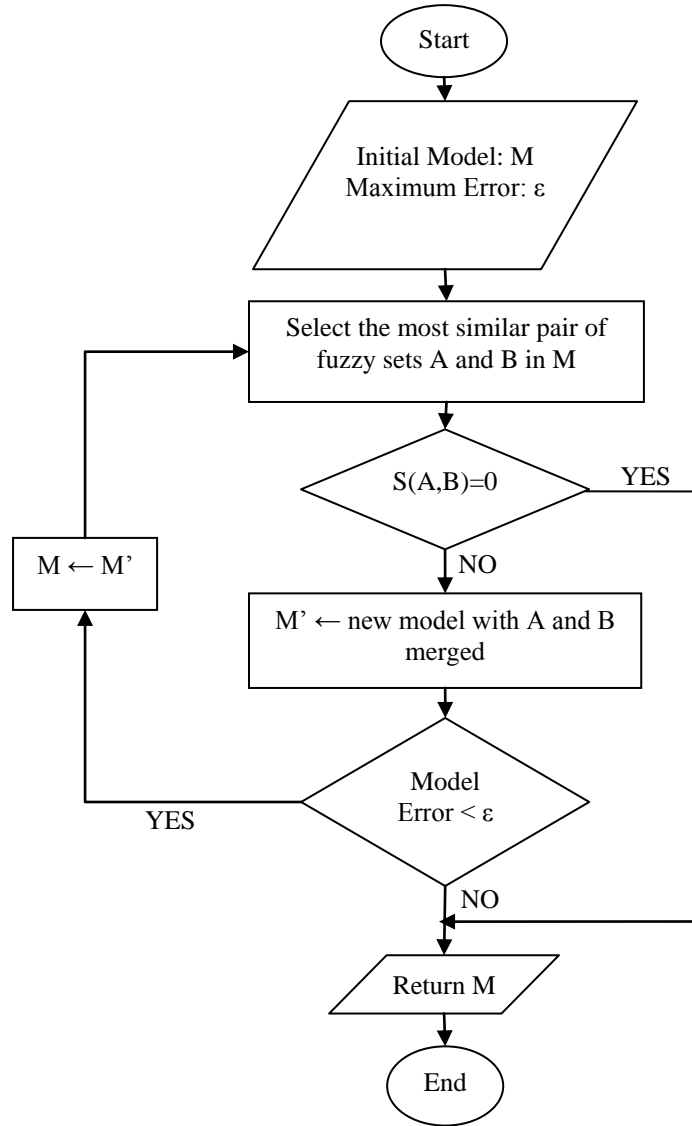 Start
Initial Model: M
Maximum Error: ε
Select the most similar pair of
fuzzy sets A and B in M
S(A,B)=0
YES
NO
M ← M’
M’ ← new model with A and B
merged
Model
Error < ε
YES
NO
Return M
End